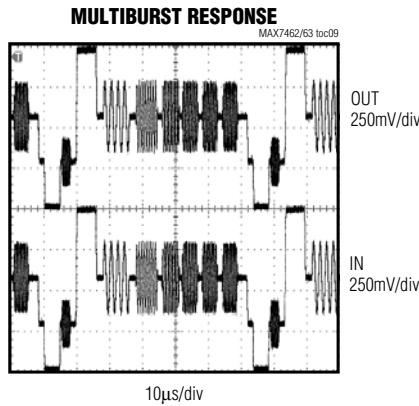 MULTIBURST RESPONSE
MAX7462/63 toc09
T
OUT
250mV/div
IN
250mV/div
10μs/div